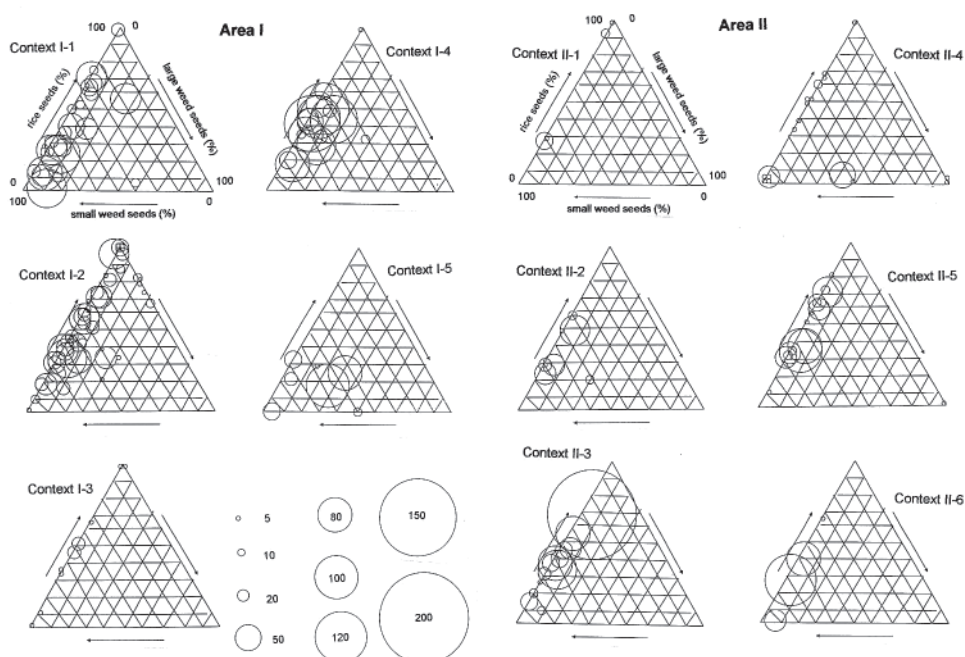 Area I
Area II
Context I-1
100
0
rice seeds (%)
large weed seeds (%)
0
100
100
0
small weed seeds (%)
Context I-4
Context II-1
100
0
rice seeds (%)
large weed seeds (%)
0
100
100
0
small weed seeds (%)
Context II-4
Context I-2
Context I-5
Context II-2
Context II-5
Context I-3
5
10
20
50
80
100
120
150
200
Context II-3
Context II-6